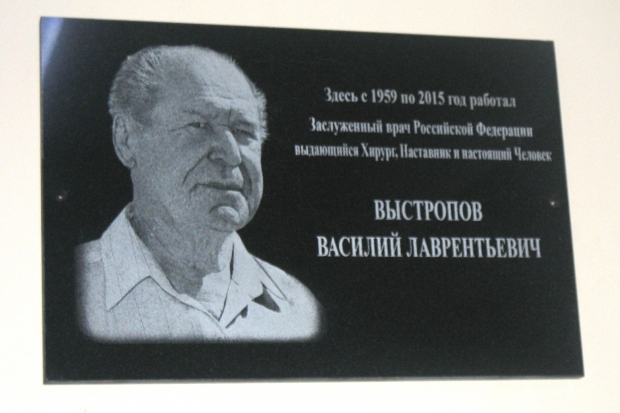 Здесь с 1959 по 2015 год работал
Заслуженный врач Российской Федерации
выдающийся Хирург, Наставник и настоящий Человек
ВЫСТРОПОВ
ВАСИЛИЙ ЛАВРЕНТЬЕВИЧ